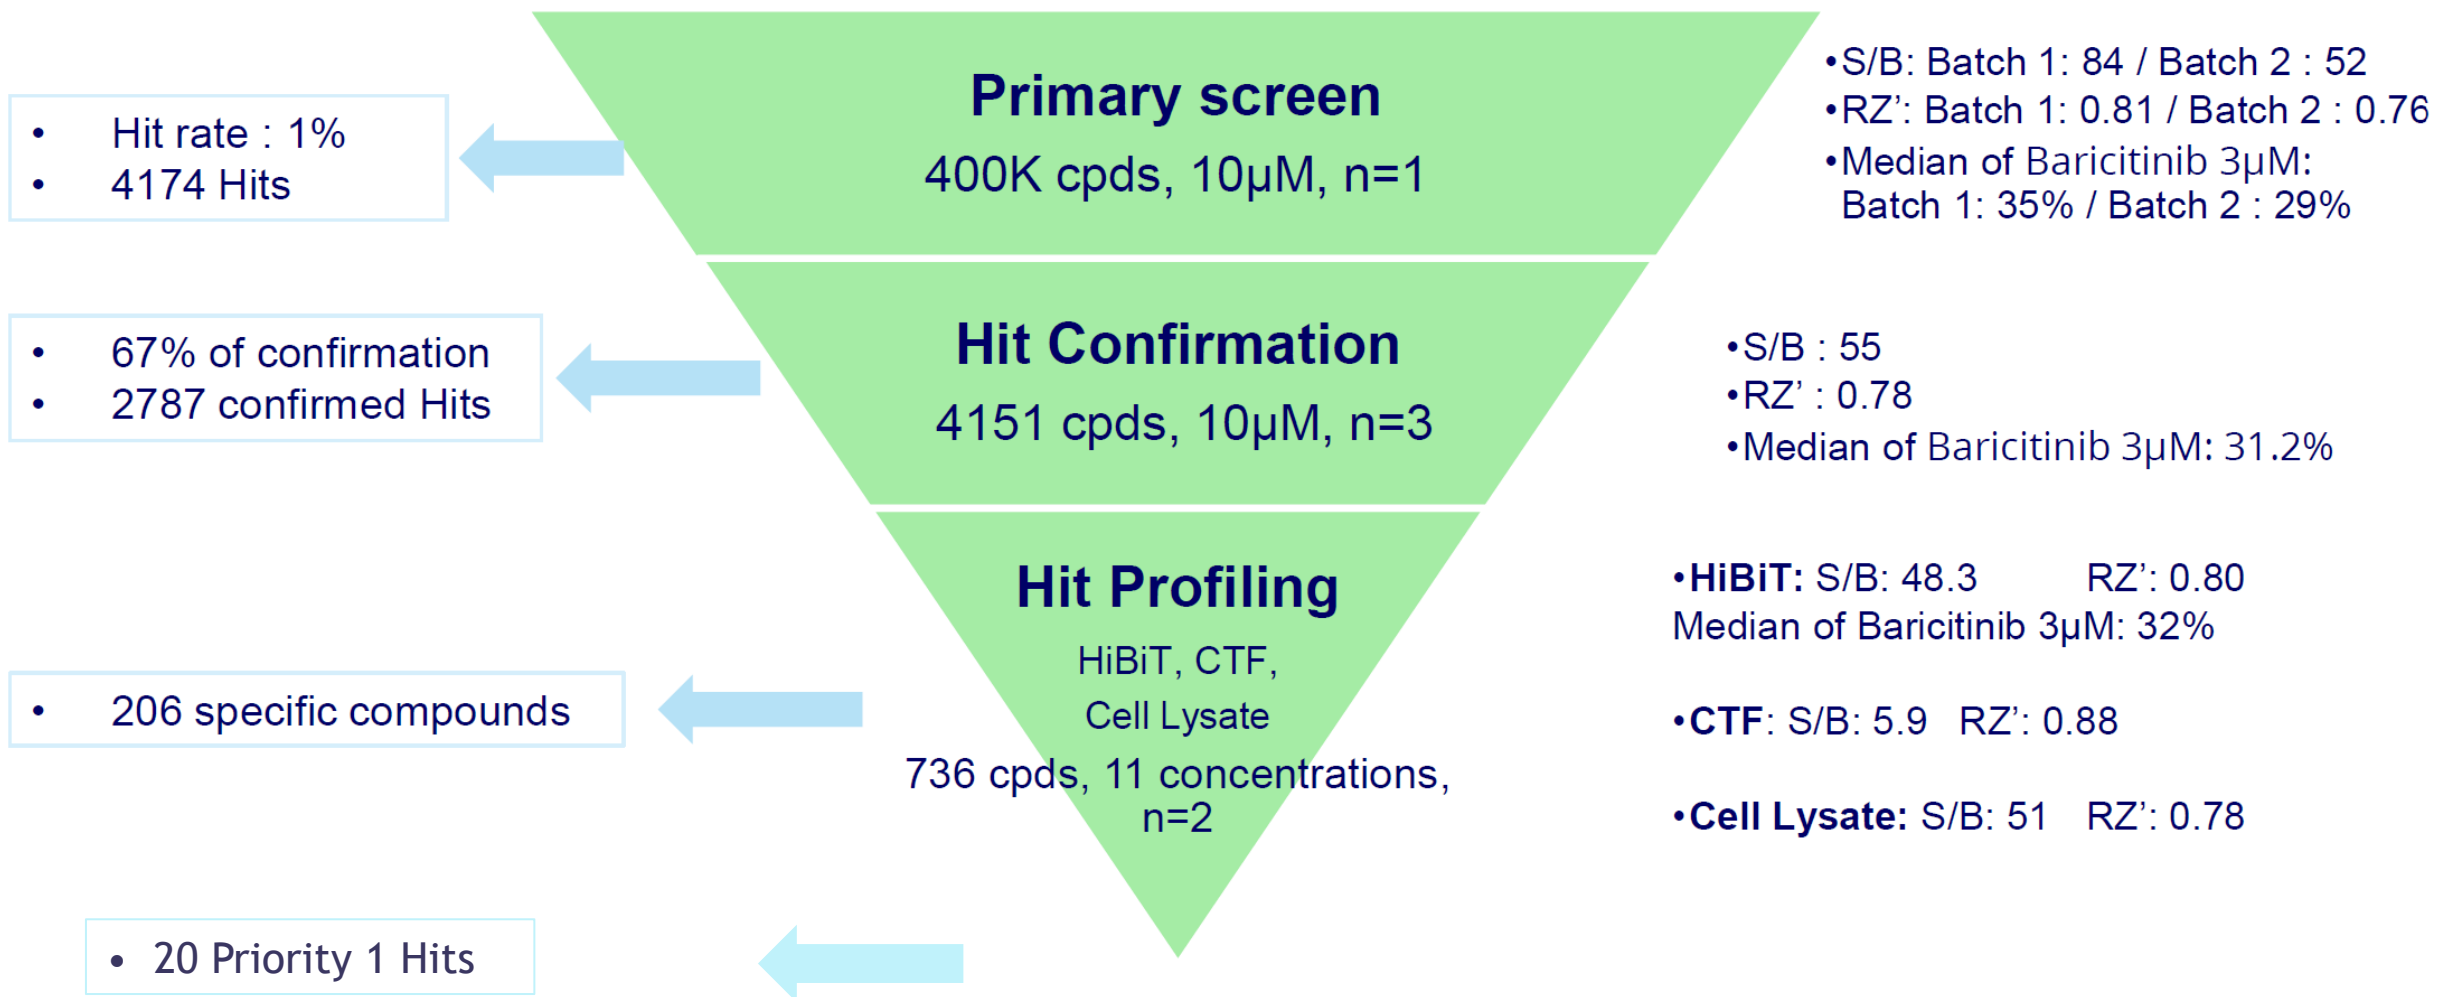 Primary screen
400K cpds, 10µM, n=1
• Hit rate : 1%
• 4174 Hits
•S/B: Batch 1: 84 / Batch 2 : 52
•RZ’: Batch 1: 0.81 / Batch 2 : 0.76
•Median of Baricitinib 3µM:
Batch 1: 35% / Batch 2 : 29%
Hit Confirmation
4151 cpds, 10µM, n=3
• 67% of confirmation
• 2787 confirmed Hits
•S/B : 55
•RZ’ : 0.78
•Median of Baricitinib 3µM: 31.2%
Hit Profiling
HiBiT, CTF,
Cell Lysate
736 cpds, 11 concentrations,
n=2
• 206 specific compounds
•HiBiT: S/B: 48.3 RZ’: 0.80
Median of Baricitinib 3µM: 32%
•CTF: S/B: 5.9 RZ’: 0.88
•Cell Lysate: S/B: 51 RZ’: 0.78
• 20 Priority 1 Hits